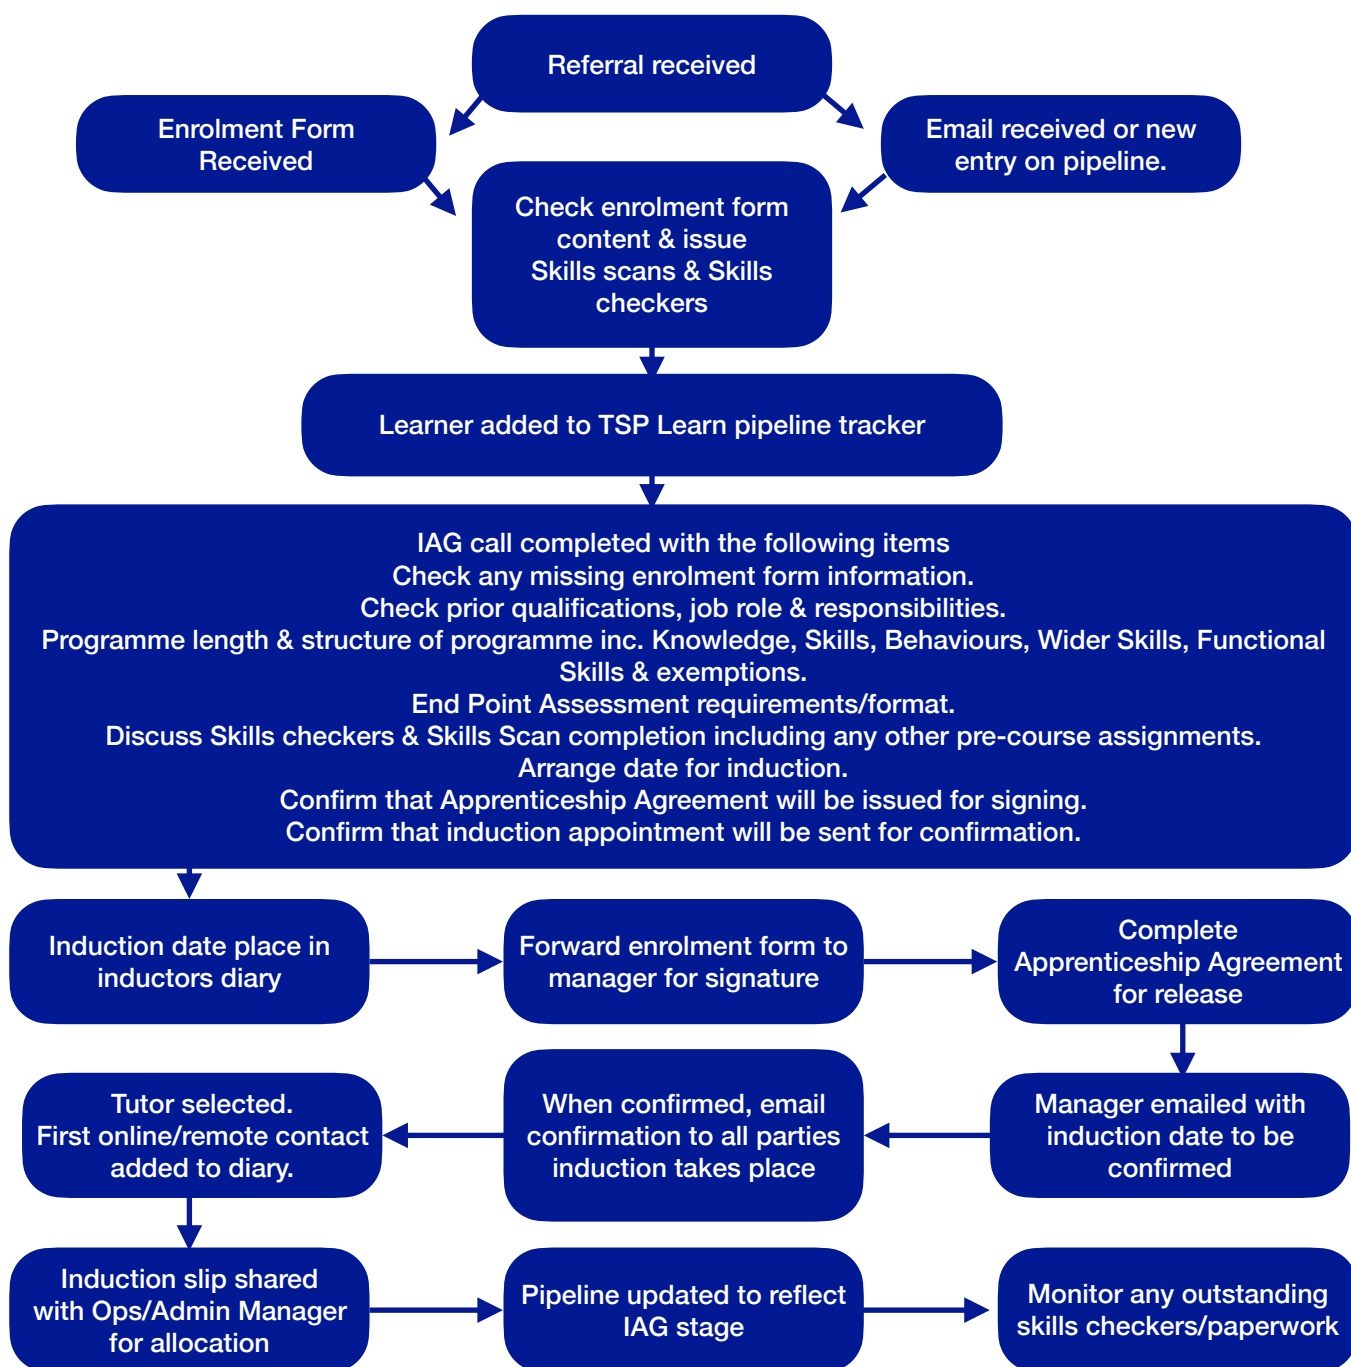 Referral received
Enrolment Form
Received
Email received or new
entry on pipeline.
Check enrolment form
content & issue
Skills scans & Skills
checkers
Learner added to TSP Learn pipeline tracker
IAG call completed with the following items
Check any missing enrolment form information.
Check prior qualifications, job role & responsibilities.
Programme length & structure of programme inc. Knowledge, Skills, Behaviours, Wider Skills, Functional
Skills & exemptions.
End Point Assessment requirements/format.
Discuss Skills checkers & Skills Scan completion including any other pre-course assignments.
Arrange date for induction.
Confirm that Apprenticeship Agreement will be issued for signing.
Confirm that induction appointment will be sent for confirmation.
Induction date place in
inductors diary
Forward enrolment form to
manager for signature
Complete
Apprenticeship Agreement
for release
Manager emailed with
induction date to be
confirmed
When confirmed, email
confirmation to all parties
induction takes place
Tutor selected.
First online/remote contact
added to diary.
Induction slip shared
with Ops/Admin Manager
for allocation
Pipeline updated to reflect
IAG stage
Monitor any outstanding
skills checkers/paperwork